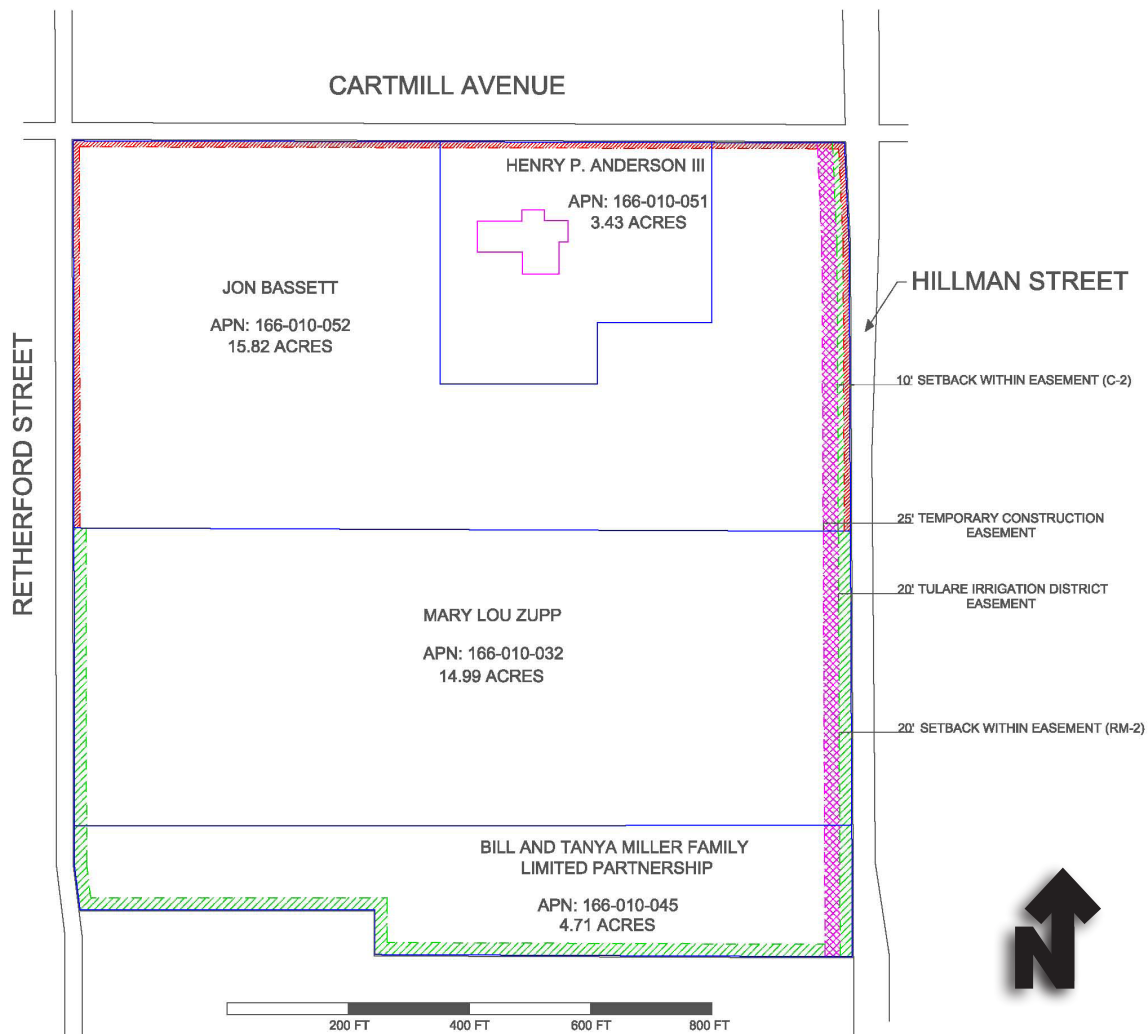 CARTMILL AVENUE
HENRY P. ANDERSON III
APN: 166-010-051
3.43 ACRES
JON BASSETT
APN: 166-010-052
15.82 ACRES
HILLMAN STREET
RETHERFORD STREET
10' SETBACK WITHIN EASEMENT (C-2)
25' TEMPORARY CONSTRUCTION
EASEMENT
20' TULARE IRRIGATION DISTRICT
EASEMENT
MARY LOU ZUPP
APN: 166-010-032
14.99 ACRES
20' SETBACK WITHIN EASEMENT (RM-2)
BILL AND TANYA MILLER FAMILY
LIMITED PARTNERSHIP
APN: 166-010-045
4.71 ACRES
N
200 FT
400 FT
600 FT
800 FT